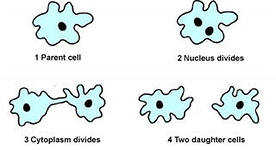 1 Parent cell
2 Nucleus divides
3 Cytoplasm divides
4 Two daughter cells